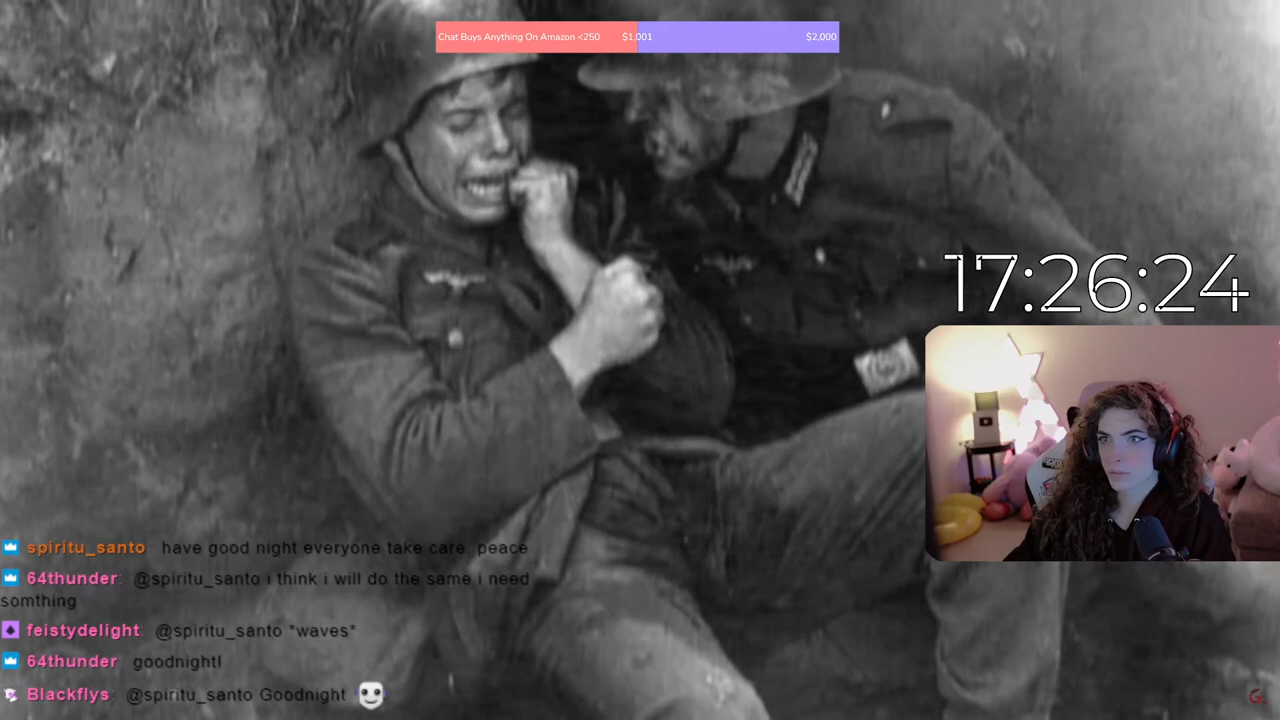 Chat Buys Anything On Amazon <250 $1,001 $2,000
17:26:24
spiritu_santo have good night everyone take care. peace
64thunder: @spiritu_santo i think i will do the same i need
somthing
feistydelight: @spiritu_santo *waves*
64thunder: goodnight!
Blackflys: @spiritu_santo Goodnight
G